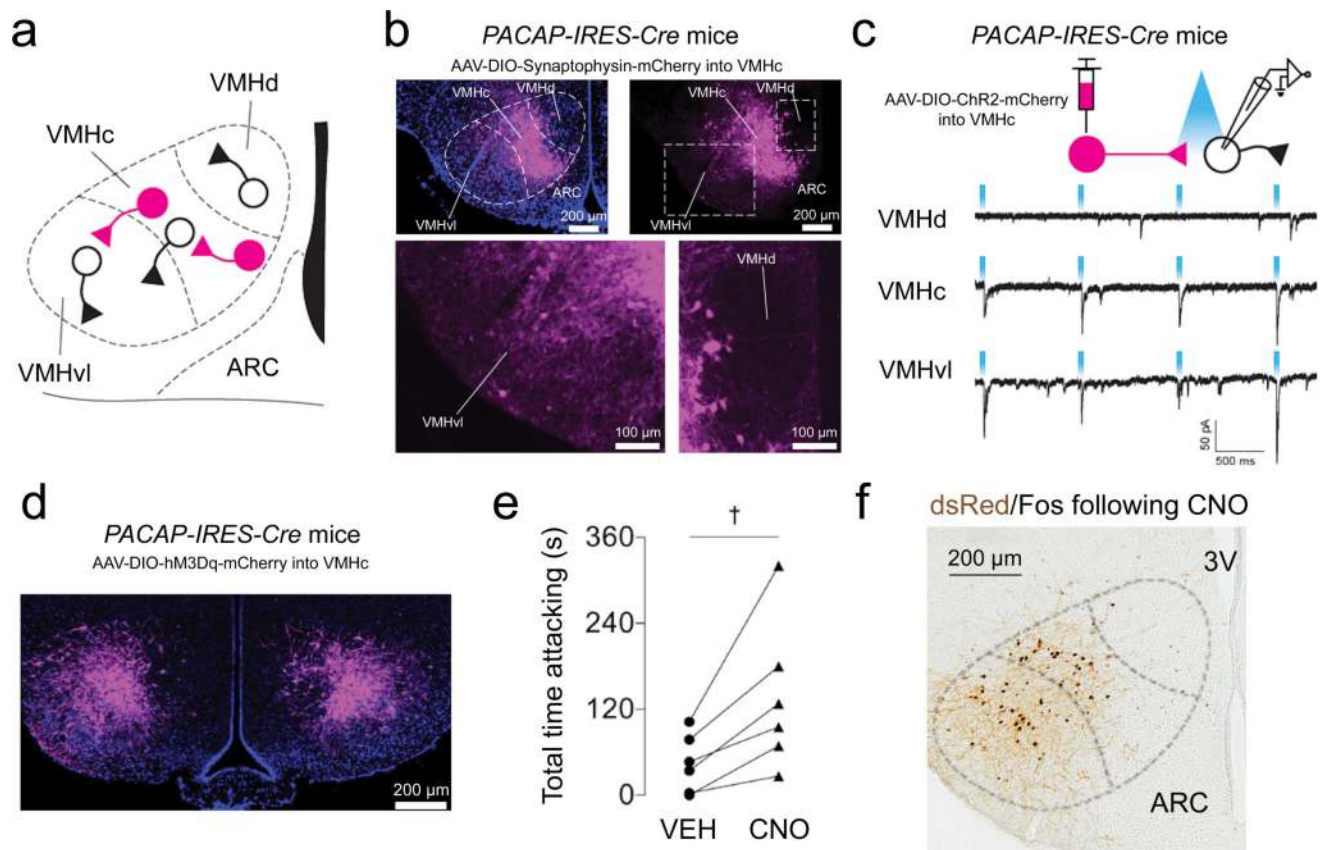 a
VMHd
VMHc
VMHvl
ARC
b
PACAP-IRES-Cre mice
AAV-DIO-Synaptophysin-mCherry into VMHc
VMHc
VMHd
ARC
VMHvl
200 µm
VMHc
VMHd
ARC
VMHvl
200 µm
VMHvl
100 µm
VMHd
100 µm
c
PACAP-IRES-Cre mice
AAV-DIO-ChR2-mCherry
into VMHc
VMHd
VMHc
VMHvl
50 pA
500 ms
d
PACAP-IRES-Cre mice
AAV-DIO-hM3Dq-mCherry into VMHc
200 µm
e
†
Total time attacking (s)
360
240
120
0
VEH
CNO
f
dsRed/Fos following CNO
200 µm
3V
ARC